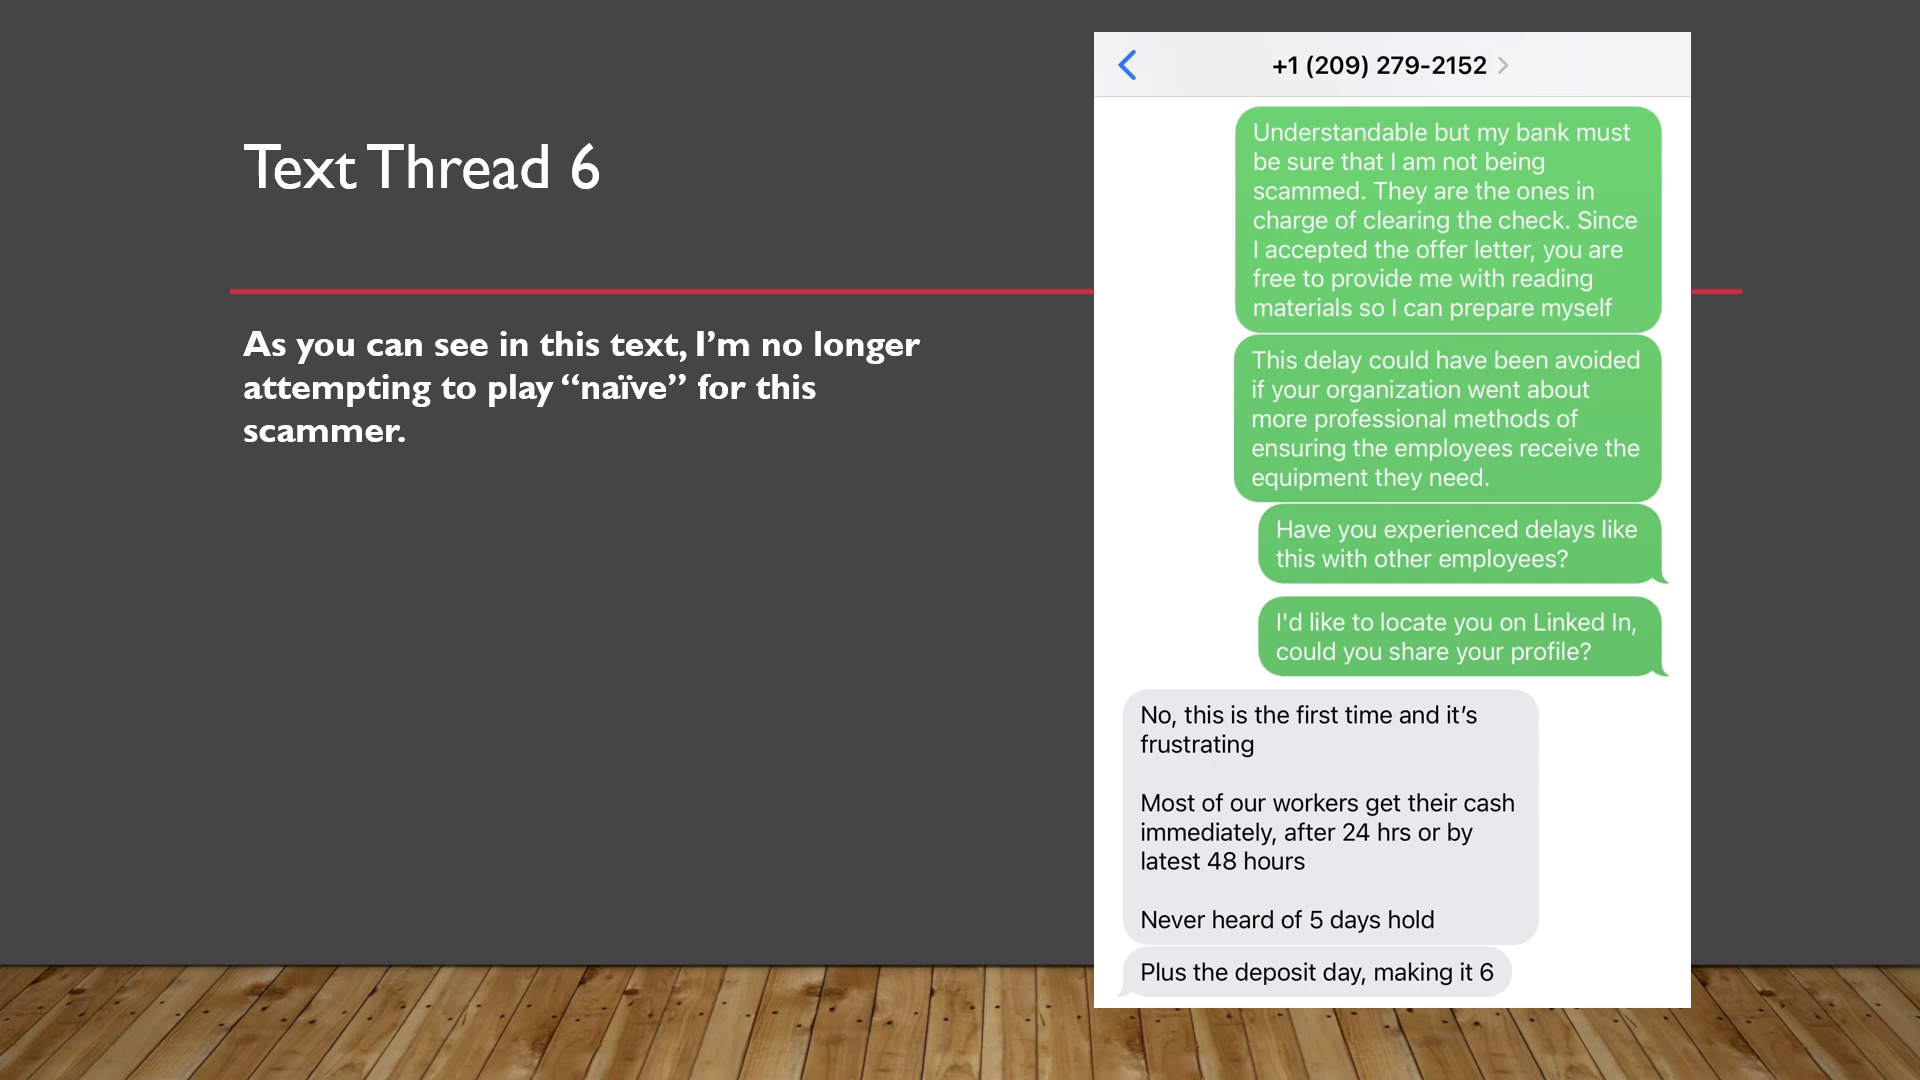 Text Thread 6
As you can see in this text, I’m no longer
attempting to play “naïve” for this
scammer.
+1 (209) 279-2152
Understandable but my bank must
be sure that I am not being
scammed. They are the ones in
charge of clearing the check. Since
I accepted the offer letter, you are
free to provide me with reading
materials so I can prepare myself
This delay could have been avoided
if your organization went about
more professional methods of
ensuring the employees receive the
equipment they need.
Have you experienced delays like
this with other employees?
I'd like to locate you on Linked In,
could you share your profile?
No, this is the first time and it’s
frustrating
Most of our workers get their cash
immediately, after 24 hrs or by
latest 48 hours
Never heard of 5 days hold
Plus the deposit day, making it 6